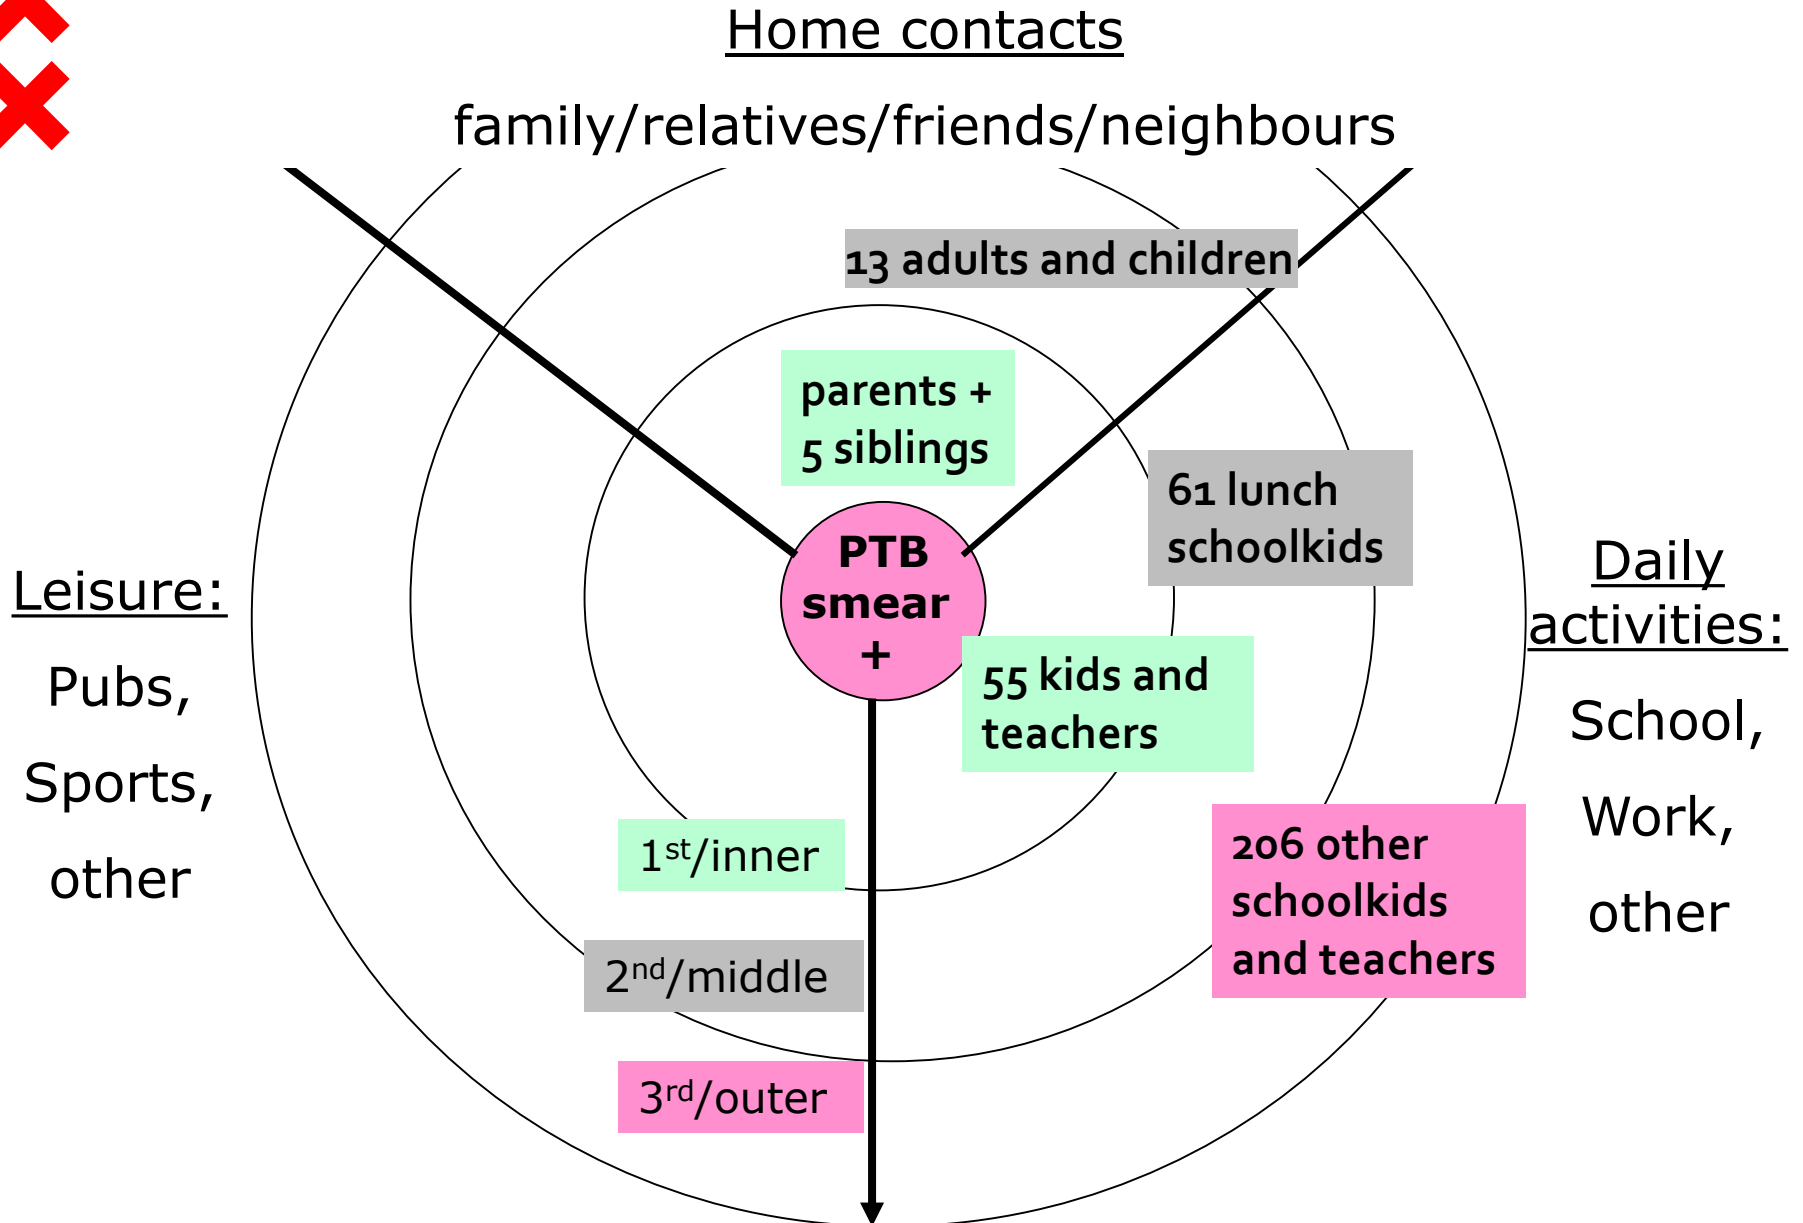 Home contacts
family/relatives/friends/neighbours
13 adults and children
parents +
5 siblings
61 lunch
schoolkids
PTB
smear
+
55 kids and
teachers
206 other
schoolkids
and teachers
1st/inner
2nd/middle
3rd/outer
Leisure:
Pubs,
Sports,
other
Daily
activities:
School,
Work,
other